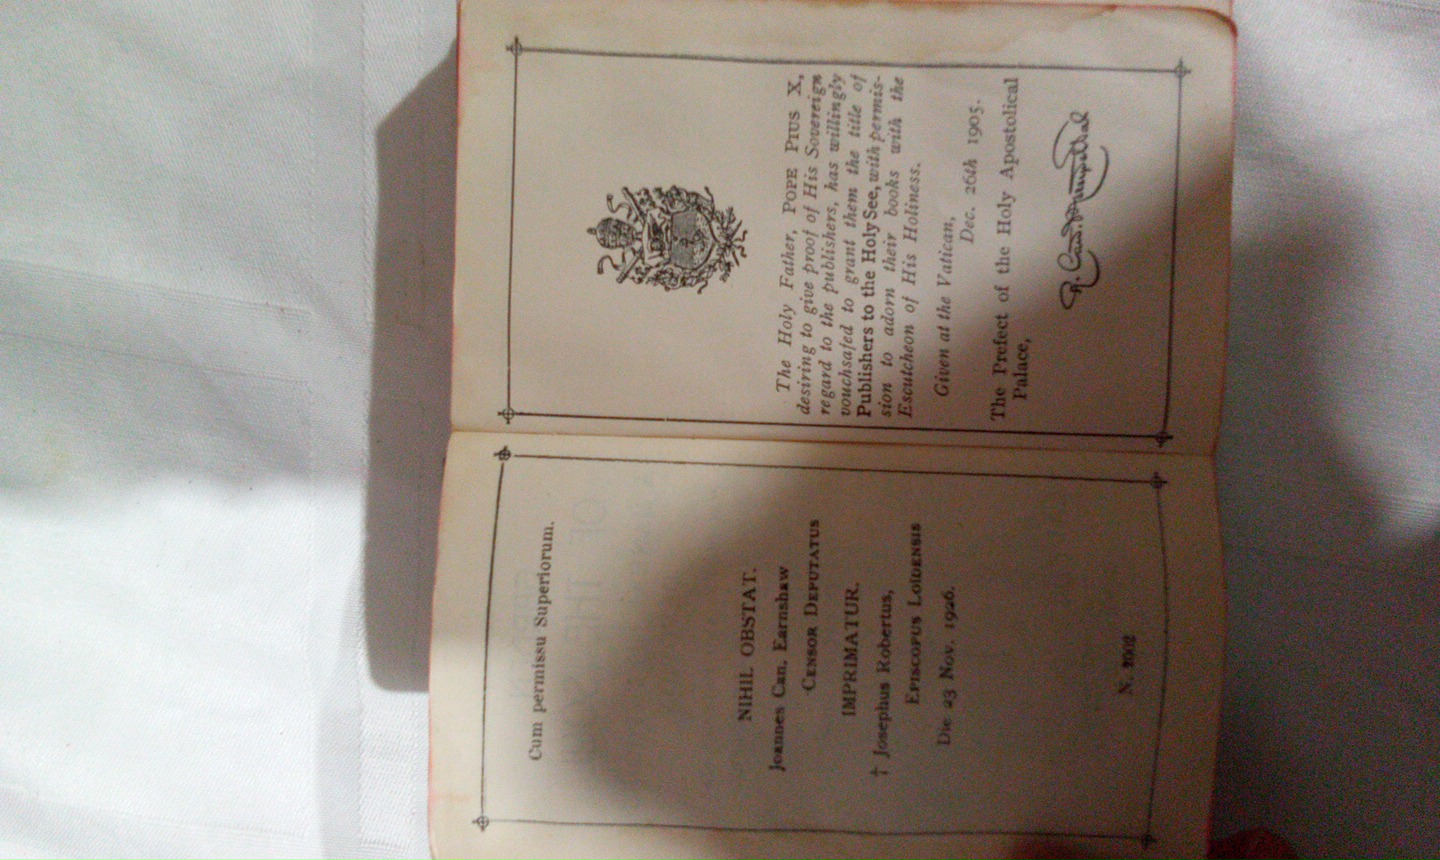 Cum permissu Superiorum.
NIHIL OBSTAT.
Joannes Can. Earnshaw
CENSOR DEPUTATUS
IMPRIMATUR.
† Josephus Robertus,
EPISCOPUS LOIDENSIS
Die 23 Nov. 1926.
N. 2002
The Holy Father, POPE PIUS X,
desiring to give proof of His Sovereign
regard to the publishers, has willingly
vouchsafed to grant them the title of
Publishers to the Holy See, with permis-
sion to adorn their books with the
Escutcheon of His Holiness.
Given at the Vatican,
Dec. 26th 1905.
The Prefect of the Holy Apostolical
Palace,